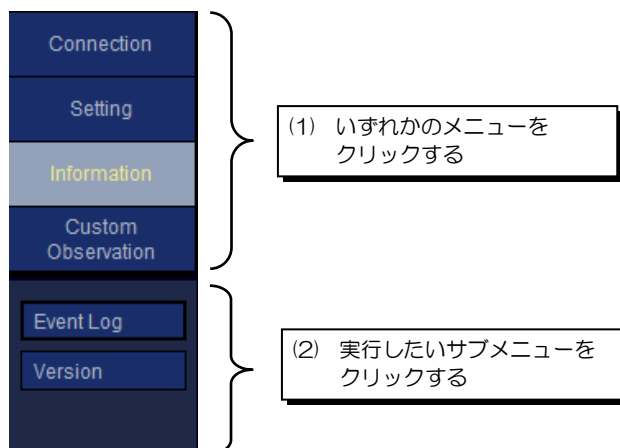 Connection
Setting
Information
Custom
Observation
(1) いずれかのメニューを
クリックする
Event Log
Version
(2) 実行したいサブメニューを
クリックする